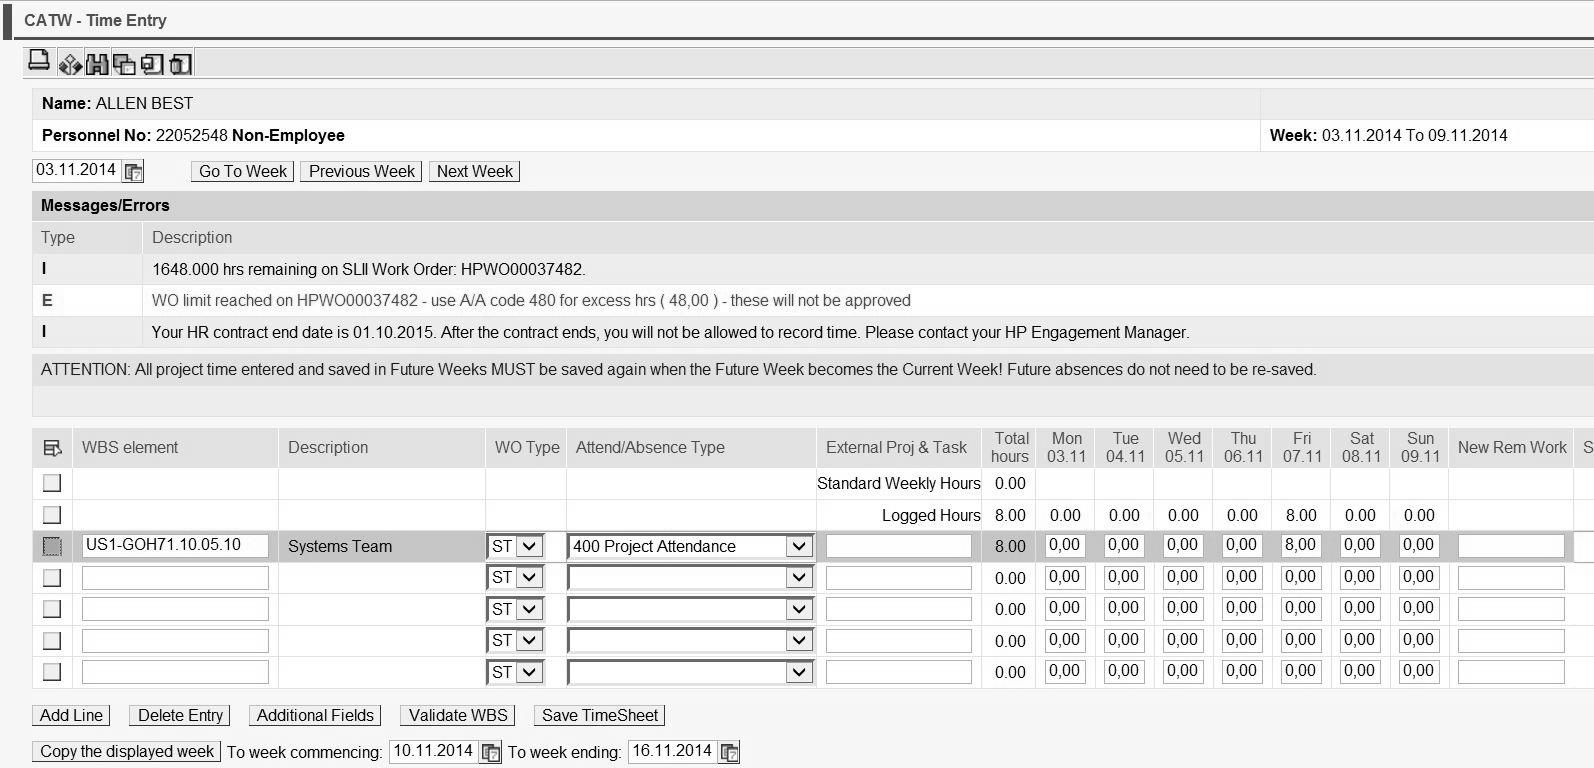 CATW - Time Entry
Name: ALLEN BEST
Personnel No: 22052548 Non-Employee Week: 03.11.2014 To 09.11.2014
03.11.2014 Go To Week Previous Week Next Week
Messages/Errors
Type Description
I 1648.000 hrs remaining on SLII Work Order: HPWO00037482.
E WO limit reached on HPWO00037482 - use A/A code 480 for excess hrs ( 48,00 ) - these will not be approved
I Your HR contract end date is 01.10.2015. After the contract ends, you will not be allowed to record time. Please contact your HP Engagement Manager.
ATTENTION: All project time entered and saved in Future Weeks MUST be saved again when the Future Week becomes the Current Week! Future absences do not need to be re-saved.
WBS element Description WO Type Attend/Absence Type External Proj & Task Total hours Mon 03.11 Tue 04.11 Wed 05.11 Thu 06.11 Fri 07.11 Sat 08.11 Sun 09.11 New Rem Work S
Standard Weekly Hours 0.00
Logged Hours 8.00 0.00 0.00 0.00 0.00 8.00 0.00 0.00
US1-GOH71.10.05.10 Systems Team ST 400 Project Attendance 8.00 0,00 0,00 0,00 0,00 8,00 0,00 0,00
ST 0.00 0,00 0,00 0,00 0,00 0,00 0,00 0,00
ST 0.00 0,00 0,00 0,00 0,00 0,00 0,00 0,00
ST 0.00 0,00 0,00 0,00 0,00 0,00 0,00 0,00
ST 0.00 0,00 0,00 0,00 0,00 0,00 0,00 0,00
Add Line Delete Entry Additional Fields Validate WBS Save TimeSheet
Copy the displayed week To week commencing: 10.11.2014 To week ending: 16.11.2014